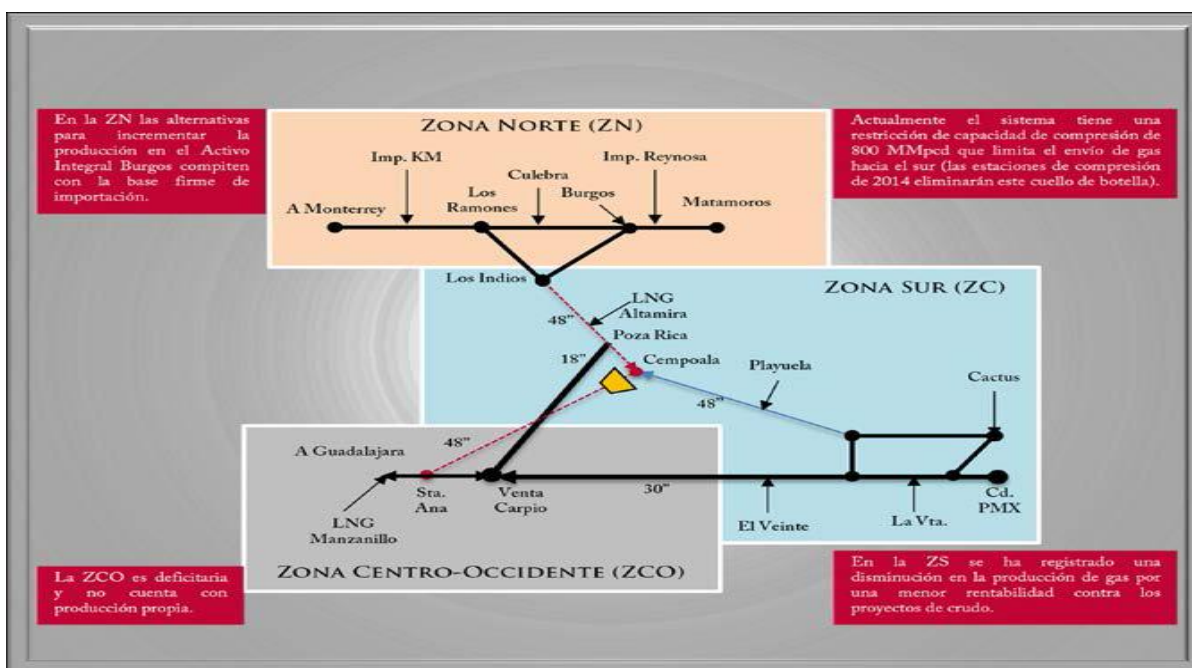 En la ZN las alternativas
para incrementar la
producción en el Activo
Integral Burgos compiten
con la base firme de
importación.
ZONA NORTE (ZN)
Imp. KM
Imp. Reynosa
Culebra
Los
Ramones
Burgos
A Monterrey
Matamoros
Actualmente el sistema tiene una
restricción de capacidad de compresión de
800 MMpcd que limita el envío de gas
hacia el sur (las estaciones de compresión
de 2014 eliminarán este cuello de botella).
Los Indios
ZONA SUR (ZC)
LNG
Altamira
48”
Poza Rica
18”
Cempoala
Playuela
Cactus
48”
48”
A Guadalajara
30”
Sta.
Ana
Venta
Carpio
LNG
Manzanillo
El Veinte
La Vta.
Cd.
PMX
ZONA CENTRO-OCCIDENTE (ZCO)
La ZCO es deficitaria
y no cuenta con
producción propia.
En la ZS se ha registrado una
disminución en la producción de gas por
una menor rentabilidad contra los
proyectos de crudo.